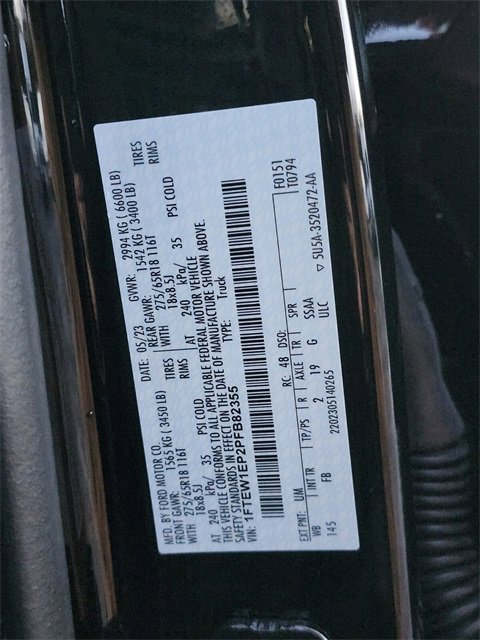 MFD. BY FORD MOTOR CO.
DATE: 05/23 GVWR: 2994 KG ( 6600 LB)
FRONT GAWR: 1565 KG ( 3450 LB) REAR GAWR: 1542 KG ( 3400 LB)
WITH 275/65R18 116T TIRES WITH 275/65R18 116T TIRES
18x8.5J RIMS 18x8.5J RIMS
AT 240 kPa/ 35 PSI COLD AT 240 kPa/ 35 PSI COLD
THIS VEHICLE CONFORMS TO ALL APPLICABLE FEDERAL MOTOR VEHICLE
SAFETY STANDARDS IN EFFECT ON THE DATE OF MANUFACTURE SHOWN ABOVE.
VIN: 1FTEW1EP2PFB82355 TYPE: Truck
F0151
T0794
EXT PNT: UM RC: 48 DSO:
WB INT TR TP/PS R AXLE TR SPR
145 FB 2 19 G SSAA
2202305140265 ULC
▽ 5U5A-3520472-AA